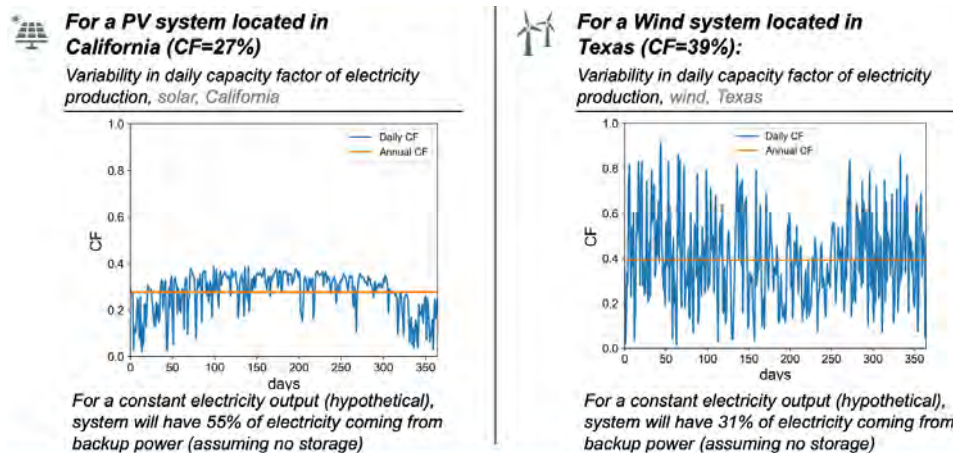 For a PV system located in
California (CF=27%)
Variability in daily capacity factor of electricity
production, solar, California
1.0
0.8
0.6
0.4
0.2
0.0
CF
Daily CF
Annual CF
0
50
100
150
200
250
300
350
days
For a constant electricity output (hypothetical),
system will have 55% of electricity coming from
backup power (assuming no storage)
For a Wind system located in
Texas (CF=39%):
Variability in daily capacity factor of electricity
production, wind, Texas
1.0
0.8
0.6
0.4
0.2
0.0
CF
Daily CF
Annual CF
0
50
100
150
200
250
300
350
days
For a constant electricity output (hypothetical),
system will have 31% of electricity coming from
backup power (assuming no storage)